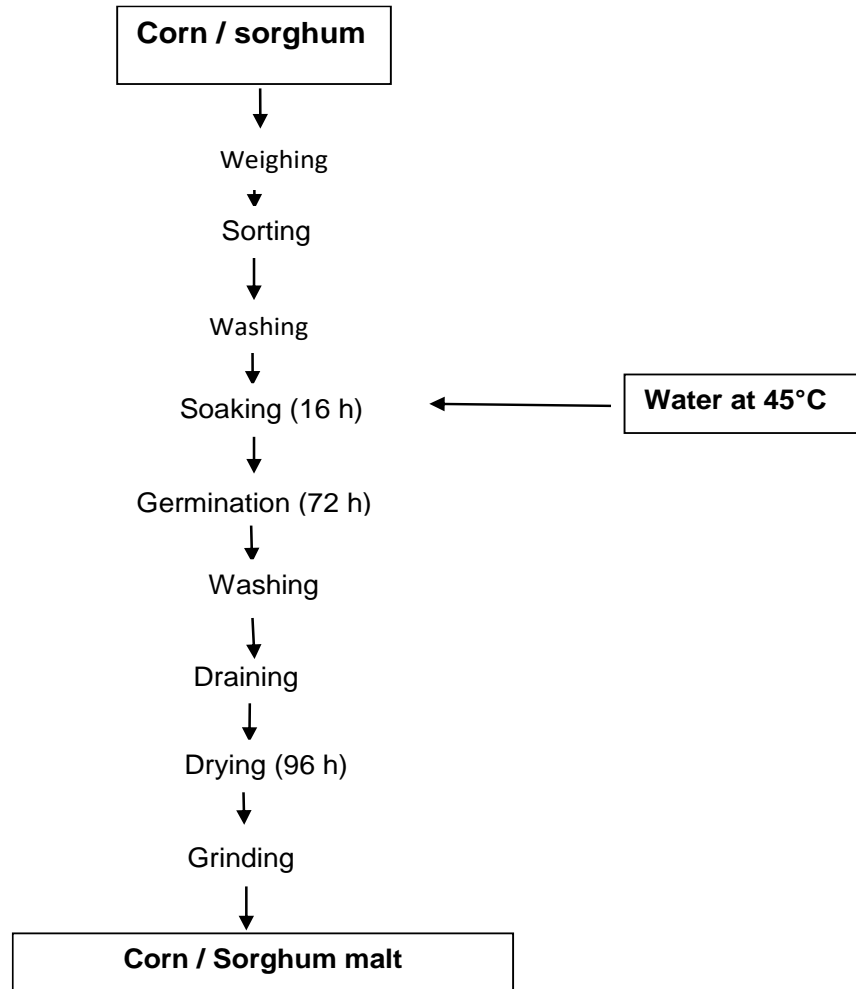 Corn / sorghum
Weighing
Sorting
Washing
Soaking (16 h)
Water at 45°C
Germination (72 h)
Washing
Draining
Drying (96 h)
Grinding
Corn / Sorghum malt